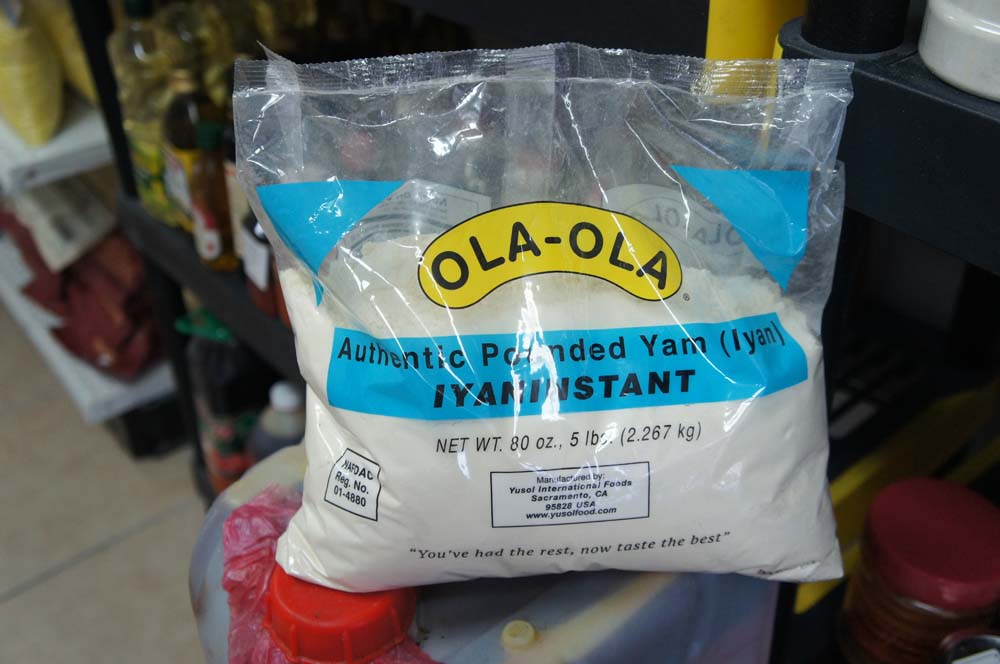 OLA-OLA
®
Authentic Pounded Yam (Iyan)
IYANINSTANT
NET WT. 80 oz., 5 lbs. (2.267 kg)
NAFDAC
Reg. No.
01-4880
Manufactured by:
Yusol International Foods
Sacramento, CA
95828 USA
www.yusolfood.com
"You've had the rest, now taste the best"